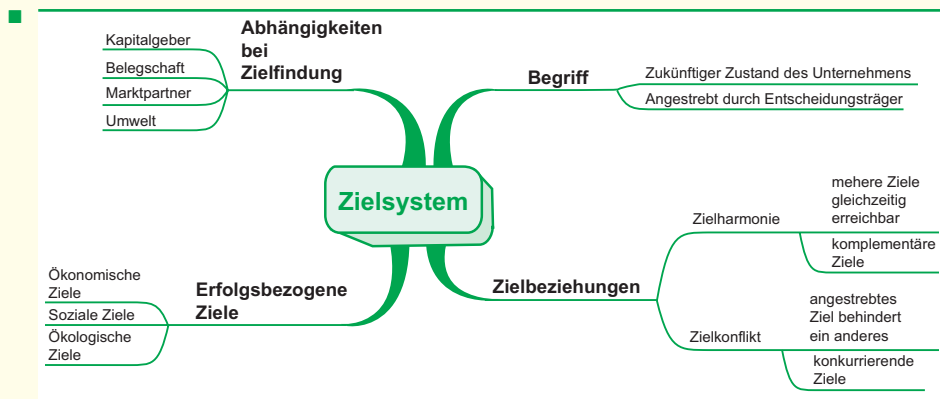 Zielsystem
Abhängigkeiten
bei
Zielfindung
Kapitalgeber
Belegschaft
Marktpartner
Umwelt
Begriff
Zukünftiger Zustand des Unternehmens
Angestrebt durch Entscheidungsträger
Erfolgsbezogene
Ziele
Ökonomische
Ziele
Soziale Ziele
Ökologische
Ziele
Zielbeziehungen
Zielharmonie
mehere Ziele
gleichzeitig
erreichbar
komplementäre
Ziele
Zielkonflikt
angestrebtes
Ziel behindert
ein anderes
konkurrierende
Ziele